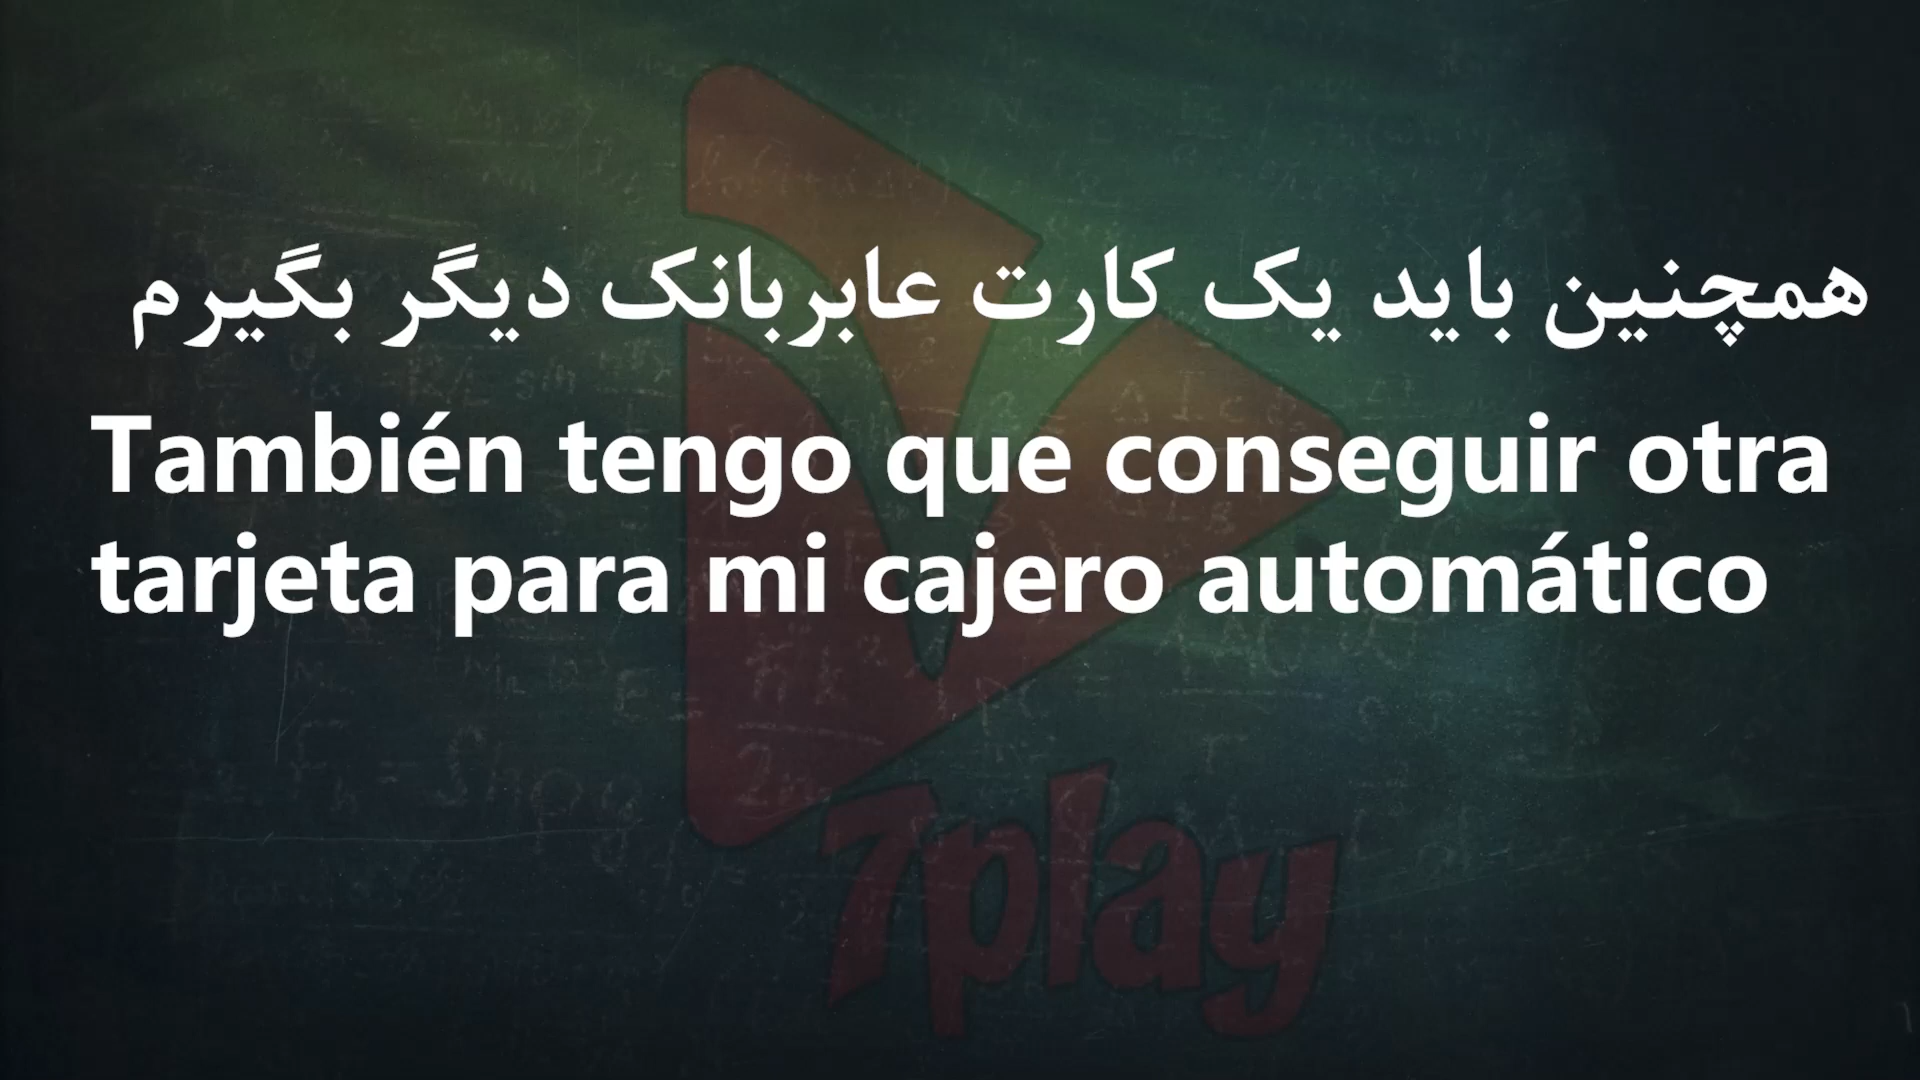 همچنین باید یک کارت عابربانک دیگر بگیرم
También tengo que conseguir otra
tarjeta para mi cajero automático
7play